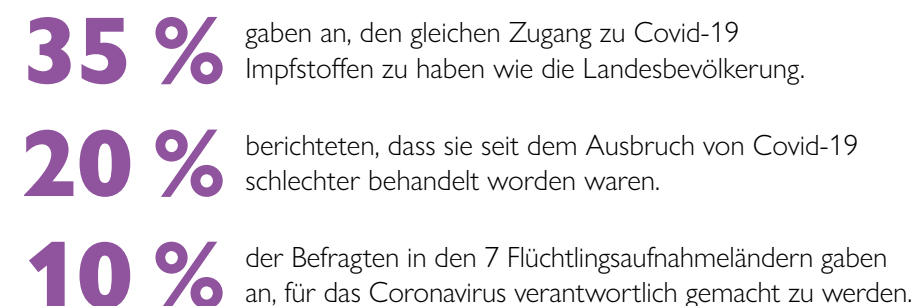 35 % gaben an, den gleichen Zugang zu Covid-19
Impfstoffen zu haben wie die Landesbevölkerung.
20 % berichteten, dass sie seit dem Ausbruch von Covid-19
schlechter behandelt worden waren.
10 % der Befragten in den 7 Flüchtlingsaufnahmeländern gaben
an, für das Coronavirus verantwortlich gemacht zu werden.